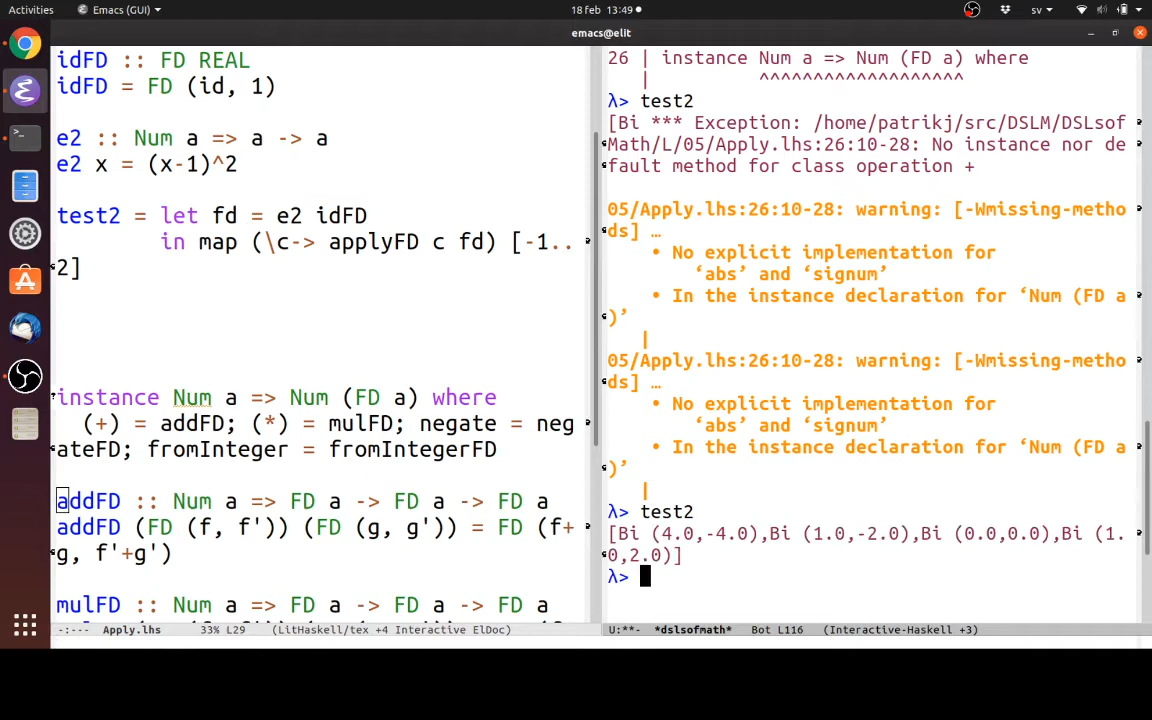 Activities
Emacs (GUI)
18 feb 13:49
sv
emacs@elit
idFD :: FD REAL
idFD = FD (id, 1)
e2 :: Num a => a -> a
e2 x = (x-1)^2
test2 = let fd = e2 idFD
in map (\c-> applyFD c fd) [-1..
2]
instance Num a => Num (FD a) where
(+) = addFD; (*) = mulFD; negate = neg
ateFD; fromInteger = fromIntegerFD
addFD :: Num a => FD a -> FD a -> FD a
addFD (FD (f, f')) (FD (g, g')) = FD (f+
g, f'+g')
mulFD :: Num a => FD a -> FD a -> FD a
-:--- Apply.lhs 33% L29 (LitHaskell/tex +4 Interactive ElDoc)
26 | instance Num a => Num (FD a) where
| ^^^^^^^^^^^^^^^^^^^
λ> test2
[Bi *** Exception: /home/patrikj/src/DSLM/DSLsof
Math/L/05/Apply.lhs:26:10-28: No instance nor de
fault method for class operation +
05/Apply.lhs:26:10-28: warning: [-Wmissing-metho
ds] …
• No explicit implementation for
‘abs’ and ‘signum’
• In the instance declaration for ‘Num (FD a
)’
|
05/Apply.lhs:26:10-28: warning: [-Wmissing-metho
ds] …
• No explicit implementation for
‘abs’ and ‘signum’
• In the instance declaration for ‘Num (FD a
)’
|
λ> test2
[Bi (4.0,-4.0),Bi (1.0,-2.0),Bi (0.0,0.0),Bi (1.
0,2.0)]
λ>
U:**- *dslsofmath* Bot L116 (Interactive-Haskell +3)